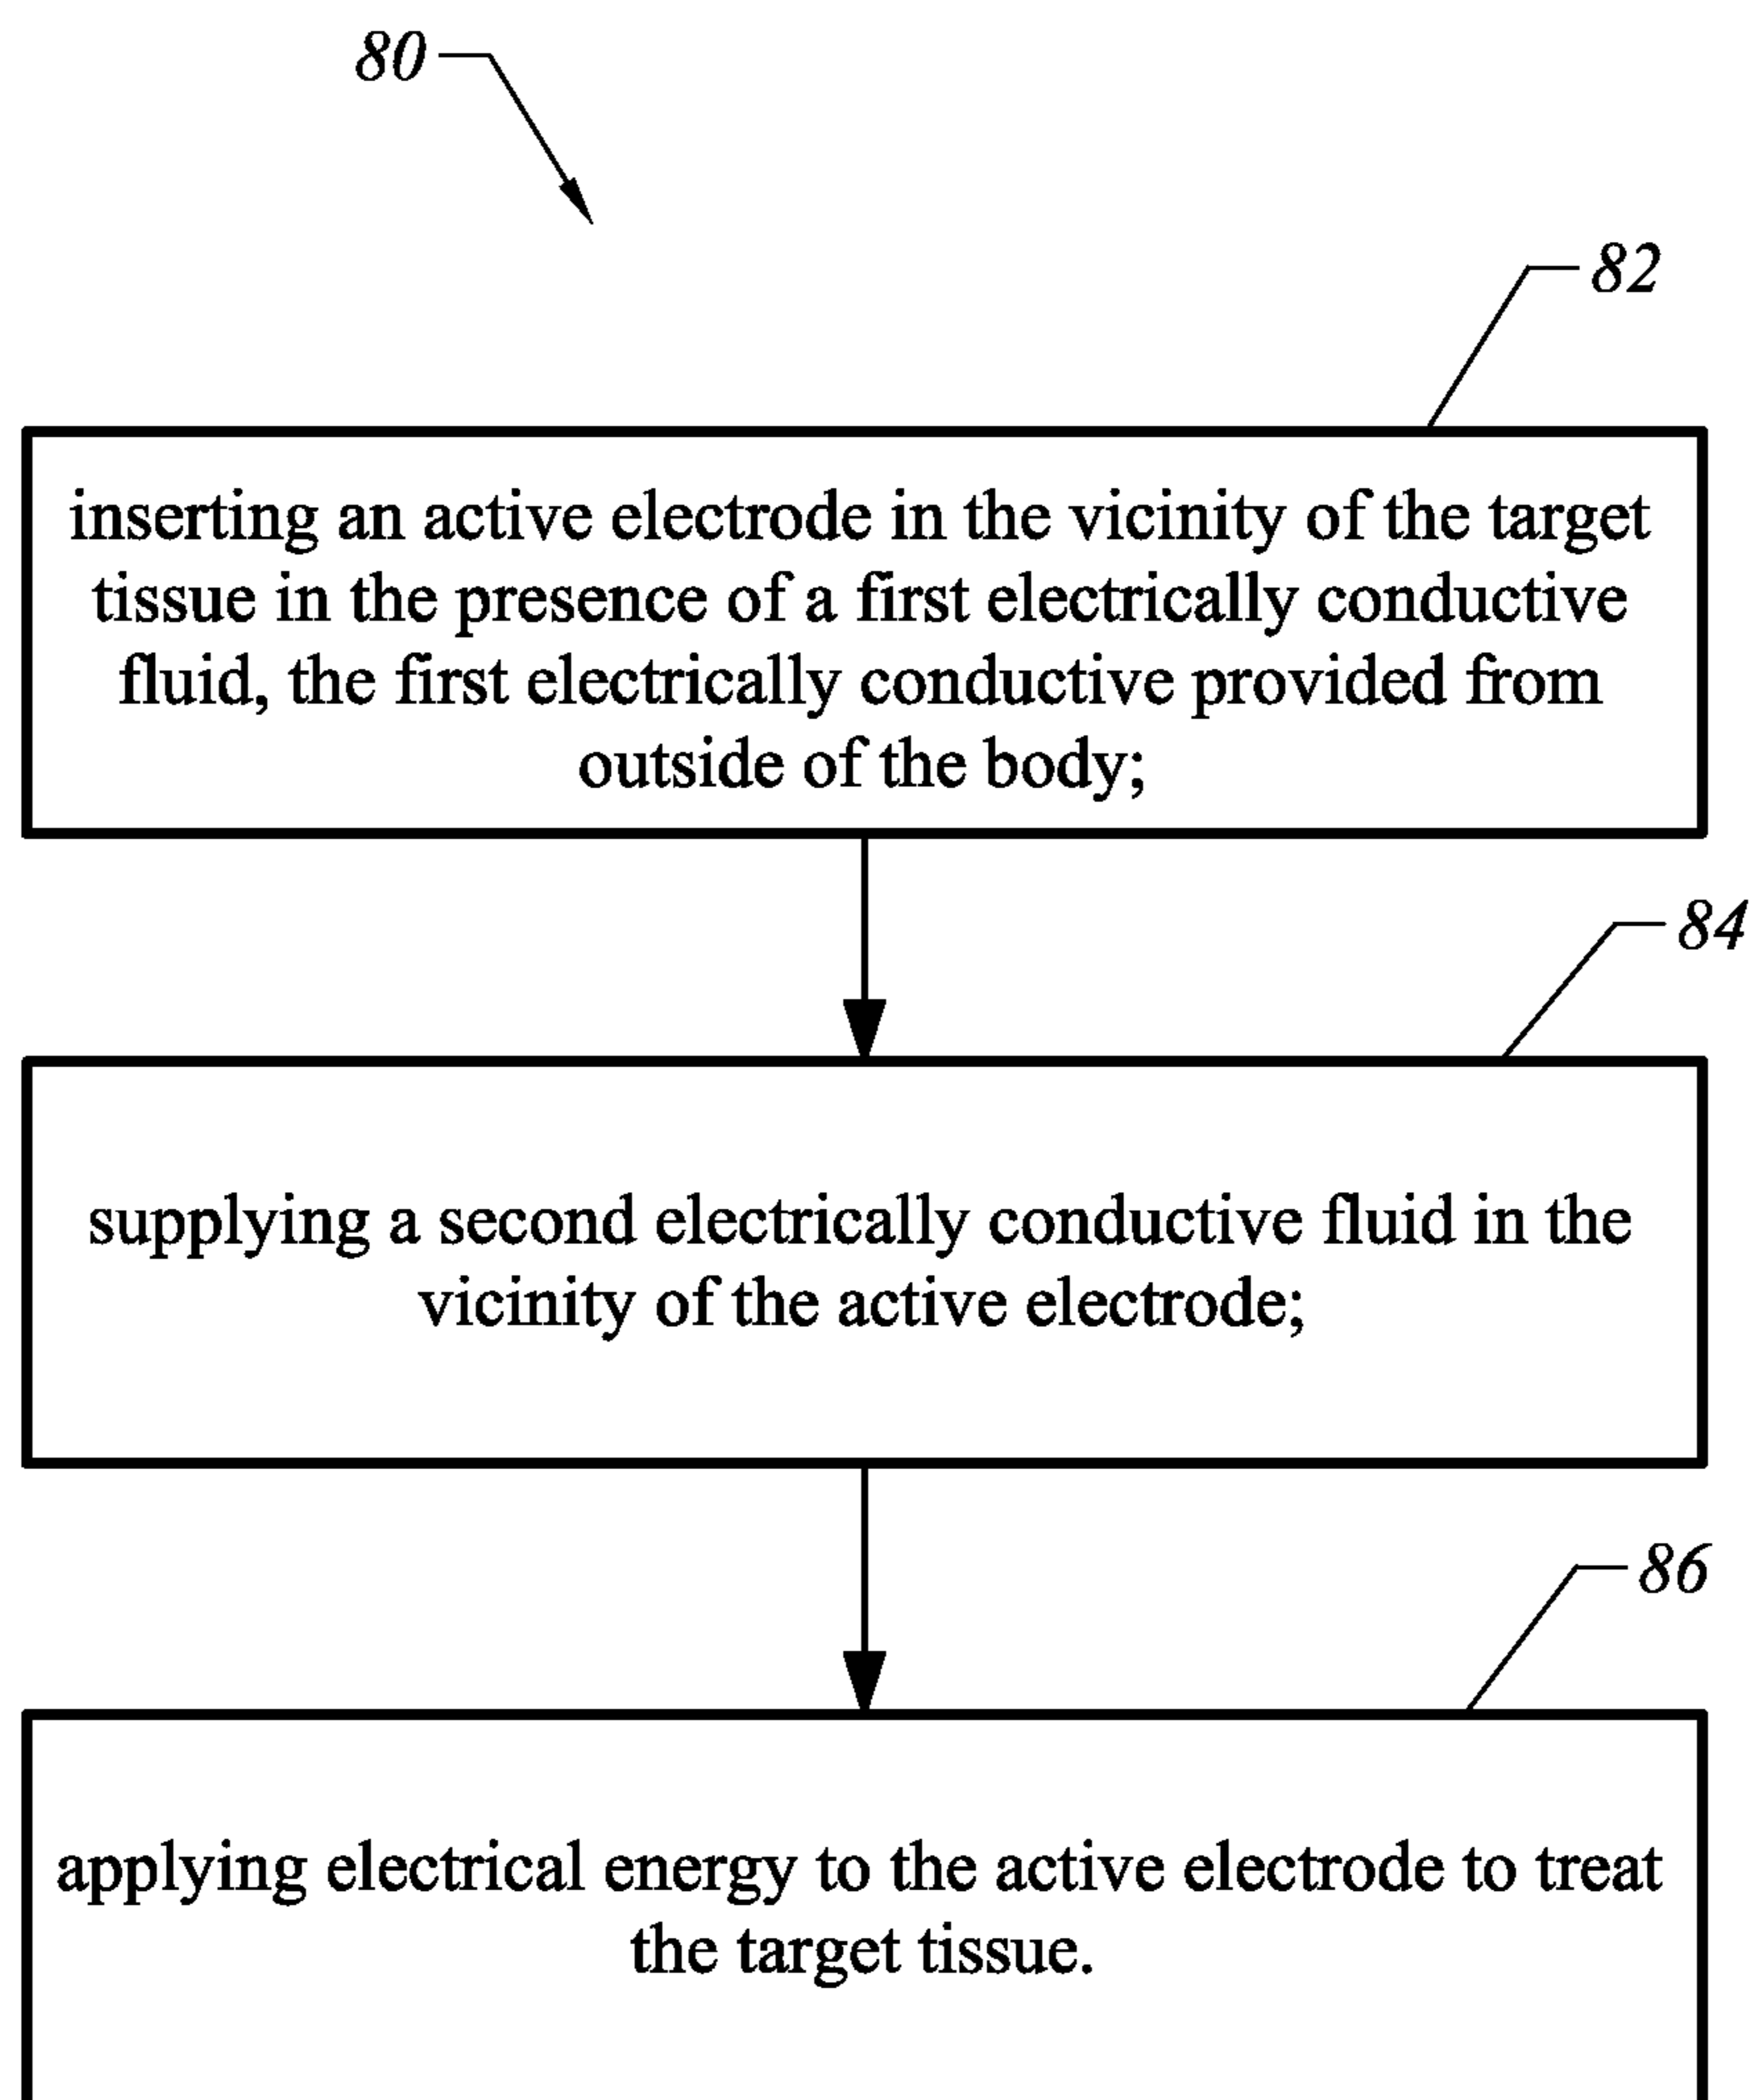 80
82
inserting an active electrode in the vicinity of the target
tissue in the presence of a first electrically conductive
fluid, the first electrically conductive provided from
outside of the body;
84
supplying a second electrically conductive fluid in the
vicinity of the active electrode;
86
applying electrical energy to the active electrode to treat
the target tissue.